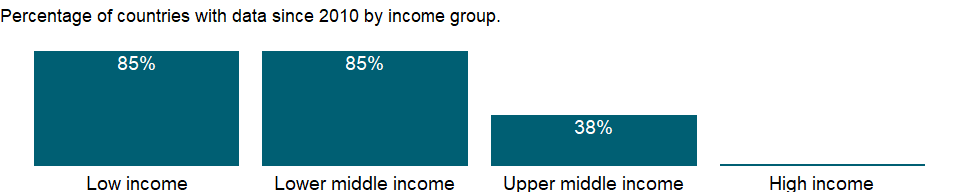 Percentage of countries with data since 2010 by income group.
85%
85%
38%
Low income
Lower middle income
Upper middle income
High income